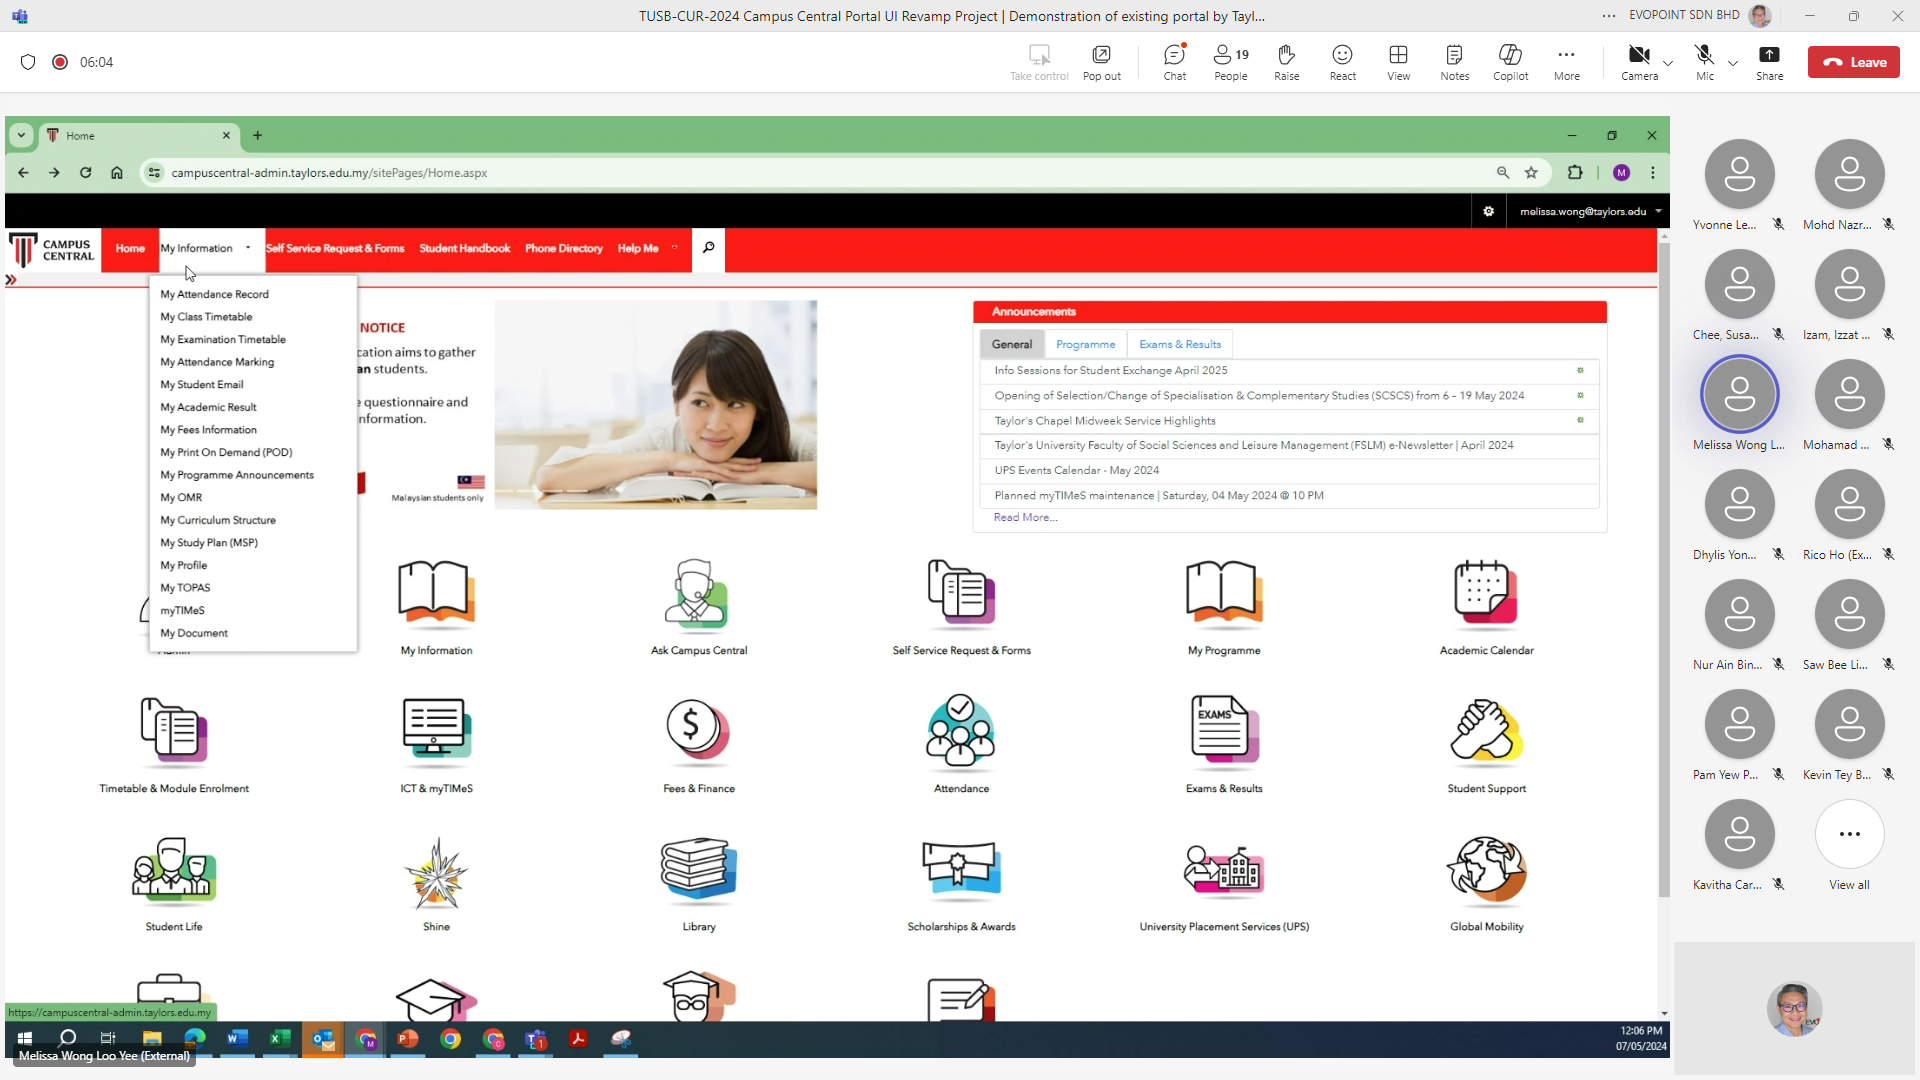 TUSB-CUR-2024 Campus Central Portal UI Revamp Project | Demonstration of existing portal by Tayl...
EVOPOINT SDN BHD
06:04
Take control
Pop out
Chat
People
19
Raise
React
View
Notes
Copilot
More
Camera
Mic
Share
Leave
Home
campuscentral-admin.taylors.edu.my/sitePages/Home.aspx
M
melissa.wong@taylors.edu
CAMPUS
CENTRAL
Home
My Information
Self Service Request & Forms
Student Handbook
Phone Directory
Help Me
My Attendance Record
My Class Timetable
My Examination Timetable
My Attendance Marking
My Student Email
My Academic Result
My Fees Information
My Print On Demand (POD)
My Programme Announcements
My OMR
My Curriculum Structure
My Study Plan (MSP)
My Profile
My TOPAS
myTIMeS
My Document
NOTICE
cation aims to gather
an students.
e questionnaire and
nformation.
Malaysian students only
Announcements
General
Programme
Exams & Results
Info Sessions for Student Exchange April 2025
Opening of Selection/Change of Specialisation & Complementary Studies (SCSCS) from 6 - 19 May 2024
Taylor's Chapel Midweek Service Highlights
Taylor's University Faculty of Social Sciences and Leisure Management (FSLM) e-Newsletter | April 2024
UPS Events Calendar - May 2024
Planned myTIMeS maintenance | Saturday, 04 May 2024 @ 10 PM
Read More...
Admin
My Information
Ask Campus Central
Self Service Request & Forms
My Programme
Academic Calendar
EXAMS
Timetable & Module Enrolment
ICT & myTIMeS
Fees & Finance
Attendance
Exams & Results
Student Support
Student Life
Shine
Library
Scholarships & Awards
University Placement Services (UPS)
Global Mobility
https://campuscentral-admin.taylors.edu.my
12:06 PM
07/05/2024
Melissa Wong Loo Yee (External)
Yvonne Le...
Mohd Nazr...
Chee, Susa...
Izam, Izzat ...
Melissa Wong L...
Mohamad ...
Dhylis Yon...
Rico Ho (Ex...
Nur Ain Bin...
Saw Bee Li...
Pam Yew P...
Kevin Tey B...
Kavitha Car...
View all